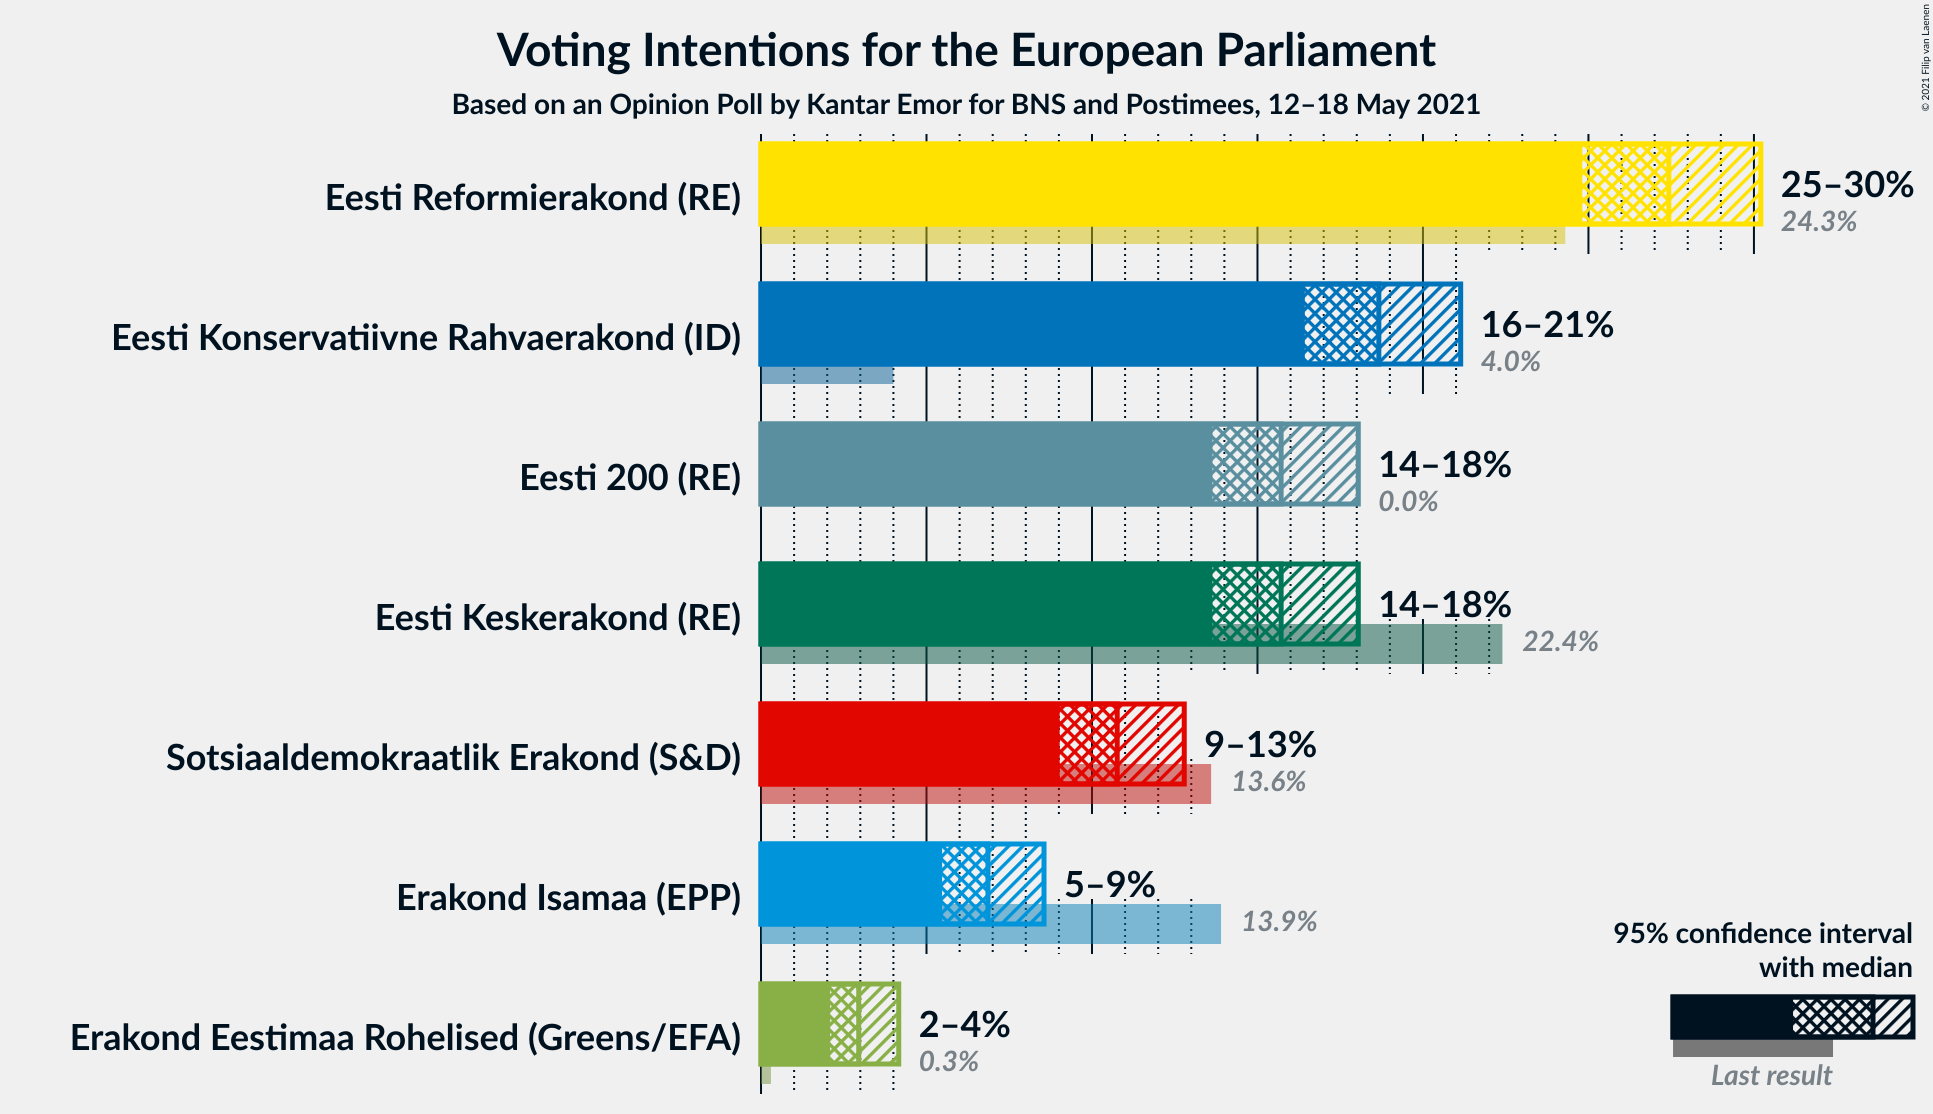 Voting Intentions for the European Parliament
Based on an Opinion Poll by Kantar Emor for BNS and Postimees, 12–18 May 2021
© 2021 Filip van Laenen
Eesti Reformierakond (RE)
25–30%
24.3%
Eesti Konservatiivne Rahvaerakond (ID)
16–21%
4.0%
Eesti 200 (RE)
14–18%
0.0%
Eesti Keskerakond (RE)
14–18%
22.4%
Sotsiaaldemokraatlik Erakond (S&D)
9–13%
13.6%
Erakond Isamaa (EPP)
5–9%
13.9%
Erakond Eestimaa Rohelised (Greens/EFA)
2–4%
0.3%
95% confidence interval
with median
Last result